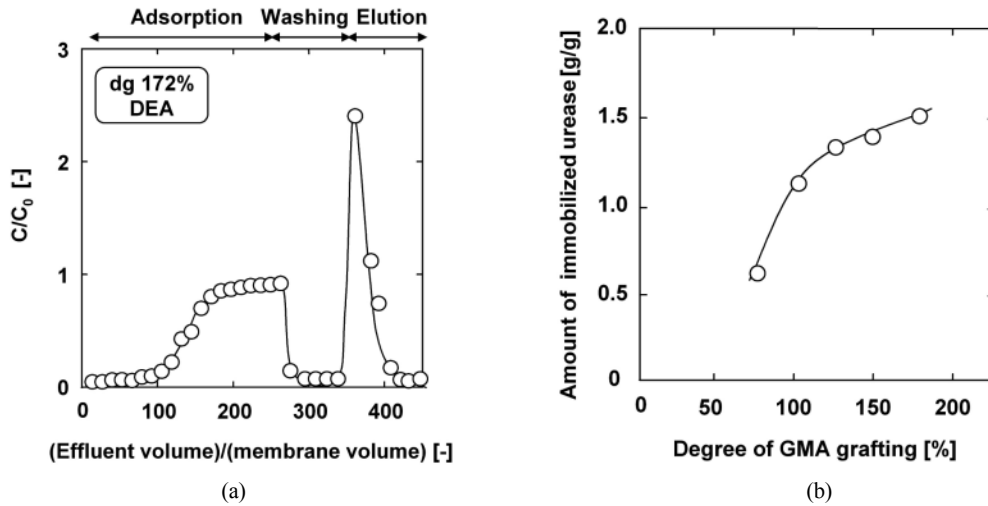 Adsorption Washing Elution
3
2
1
0
dg 172%
DEA
C/C0 [-]
0 100 200 300 400
(Effluent volume)/(membrane volume) [-]
(a)
2.0
1.5
1.0
0.5
0
Amount of immobilized urease[g/g]
0 50 100 150 200
Degree of GMA grafting [%]
(b)